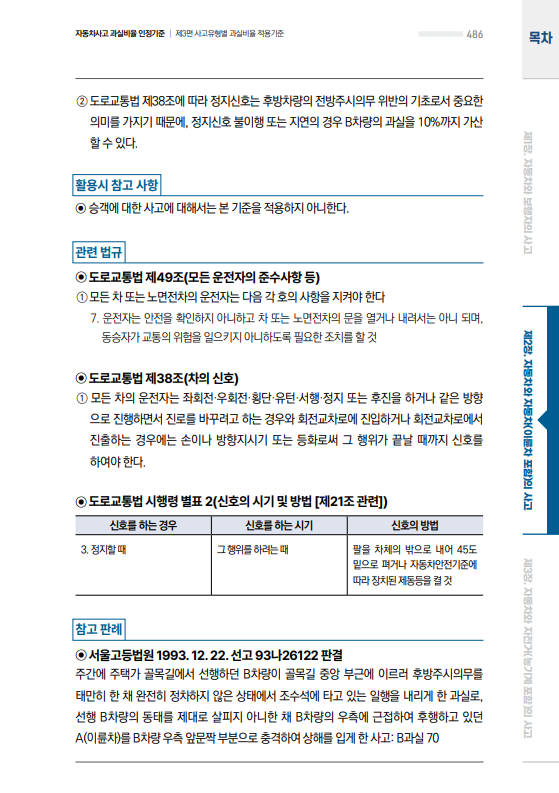 자동차사고 과실비율 인정기준 | 제3편 사고유형별 과실비율 적용기준
486
목차
② 도로교통법 제38조에 따라 정지신호는 후방차량의 전방주시의무 위반의 기초로서 중요한
의미를 가지기 때문에, 정지신호 불이행 또는 지연의 경우 B차량의 과실을 10%까지 가산
할 수 있다.
활용시 참고 사항
◉ 승객에 대한 사고에 대해서는 본 기준을 적용하지 아니한다.
관련 법규
◉ 도로교통법 제49조(모든 운전자의 준수사항 등)
① 모든 차 또는 노면전차의 운전자는 다음 각 호의 사항을 지켜야 한다
7. 운전자는 안전을 확인하지 아니하고 차 또는 노면전차의 문을 열거나 내려서는 아니 되며,
동승자가 교통의 위험을 일으키지 아니하도록 필요한 조치를 할 것
◉ 도로교통법 제38조(차의 신호)
① 모든 차의 운전자는 좌회전·우회전·횡단·유턴·서행·정지 또는 후진을 하거나 같은 방향
으로 진행하면서 진로를 바꾸려고 하는 경우와 회전교차로에 진입하거나 회전교차로에서
진출하는 경우에는 손이나 방향지시기 또는 등화로써 그 행위가 끝날 때까지 신호를
하여야 한다.
◉ 도로교통법 시행령 별표 2(신호의 시기 및 방법 [제21조 관련])
신호를 하는 경우 신호를 하는 시기 신호의 방법
3. 정지할 때 그 행위를 하려는 때 팔을 차체의 밖으로 내어 45도
밑으로 펴거나 자동차안전기준에
따라 장치된 제동등을 켤 것
참고 판례
◉ 서울고등법원 1993. 12. 22. 선고 93나26122 판결
주간에 주택가 골목길에서 선행하던 B차량이 골목길 중앙 부근에 이르러 후방주시의무를
태만히 한 채 완전히 정차하지 않은 상태에서 조수석에 타고 있는 일행을 내리게 한 과실로,
선행 B차량의 동태를 제대로 살피지 아니한 채 B차량의 우측에 근접하여 후행하고 있던
A(이륜차)를 B차량 우측 앞문짝 부분으로 충격하여 상해를 입게 한 사고: B과실 70
제1장. 자동차와 보행자의 사고
제2장. 자동차와 자동차(이륜차 포함)의 사고
제3장. 자동차와 자전거(농기계 포함)의 사고